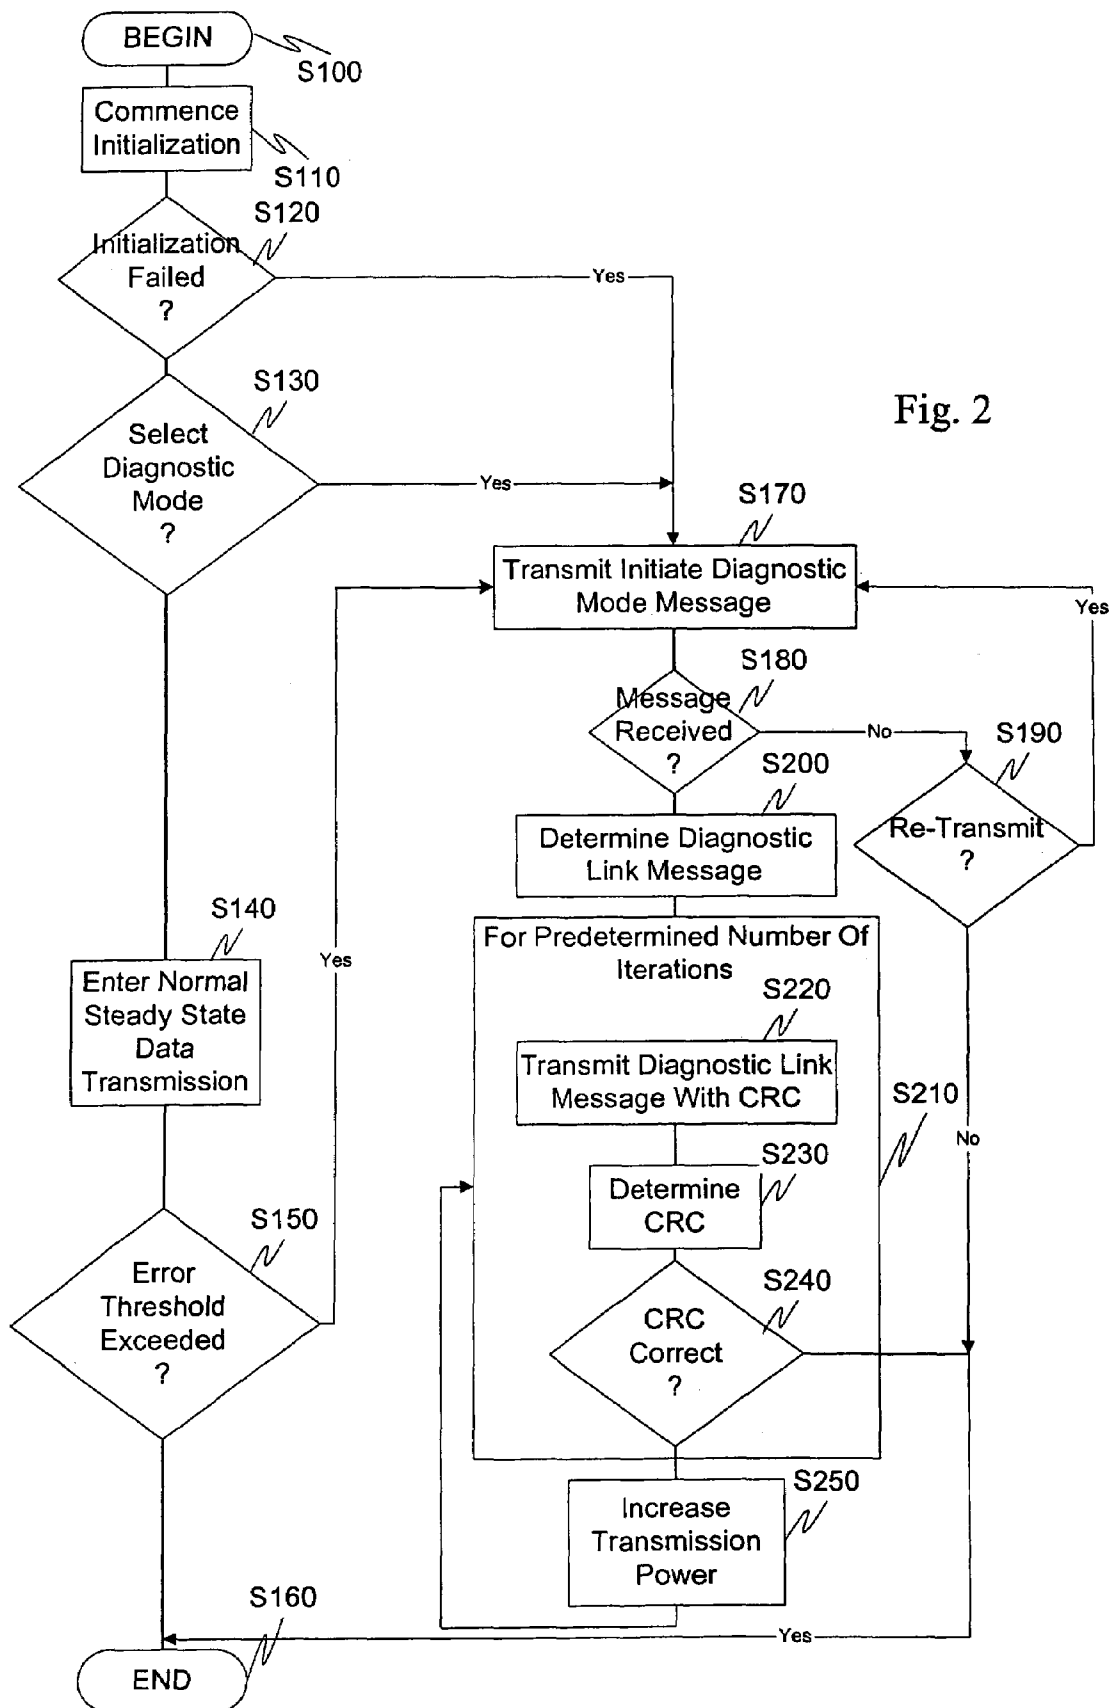 BEGIN
S100
Commence
Initialization
S110
S120
Initialization
Failed
?
Yes
S130
Select
Diagnostic
Mode
?
Yes
Fig. 2
S170
Transmit Initiate Diagnostic
Mode Message
Yes
S180
Message
Received
?
No
S190
Re-Transmit
?
S200
Determine Diagnostic
Link Message
S140
Enter Normal
Steady State
Data
Transmission
Yes
For Predetermined Number Of
Iterations
S220
Transmit Diagnostic Link
Message With CRC
S210
No
S230
Determine
CRC
S150
Error
Threshold
Exceeded
?
S240
CRC
Correct
?
S250
Increase
Transmission
Power
S160
Yes
END